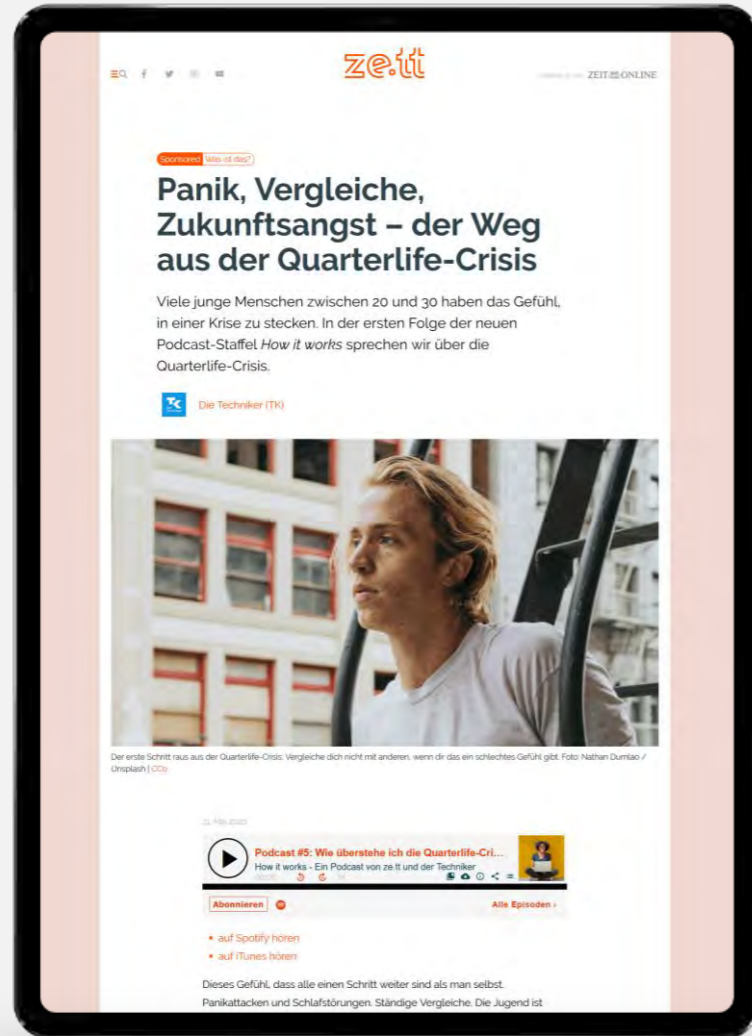 ze.tt
ZEIT ONLINE
Sponsored Was ist das?
Panik, Vergleiche,
Zukunftsangst – der Weg
aus der Quarterlife-Crisis
Viele junge Menschen zwischen 20 und 30 haben das Gefühl,
in einer Krise zu stecken. In der ersten Folge der neuen
Podcast-Staffel How it works sprechen wir über die
Quarterlife-Crisis.
TK
Die Techniker (TK)
Der erste Schritt raus aus der Quarterlife-Crisis: Vergleiche dich nicht mit anderen, wenn dir das ein schlechtes Gefühl gibt. Foto: Nathan Dumlao /
Unsplash | CC0
Podcast #5: Wie überstehe ich die Quarterlife-Cri...
How it works - Ein Podcast von ze.tt und der Techniker
Abonnieren
Alle Episoden ›
• auf Spotify hören
• auf iTunes hören
Dieses Gefühl, dass alle einen Schritt weiter sind als man selbst.
Panikattacken und Schlafstörungen. Ständige Vergleiche. Die Jugend ist